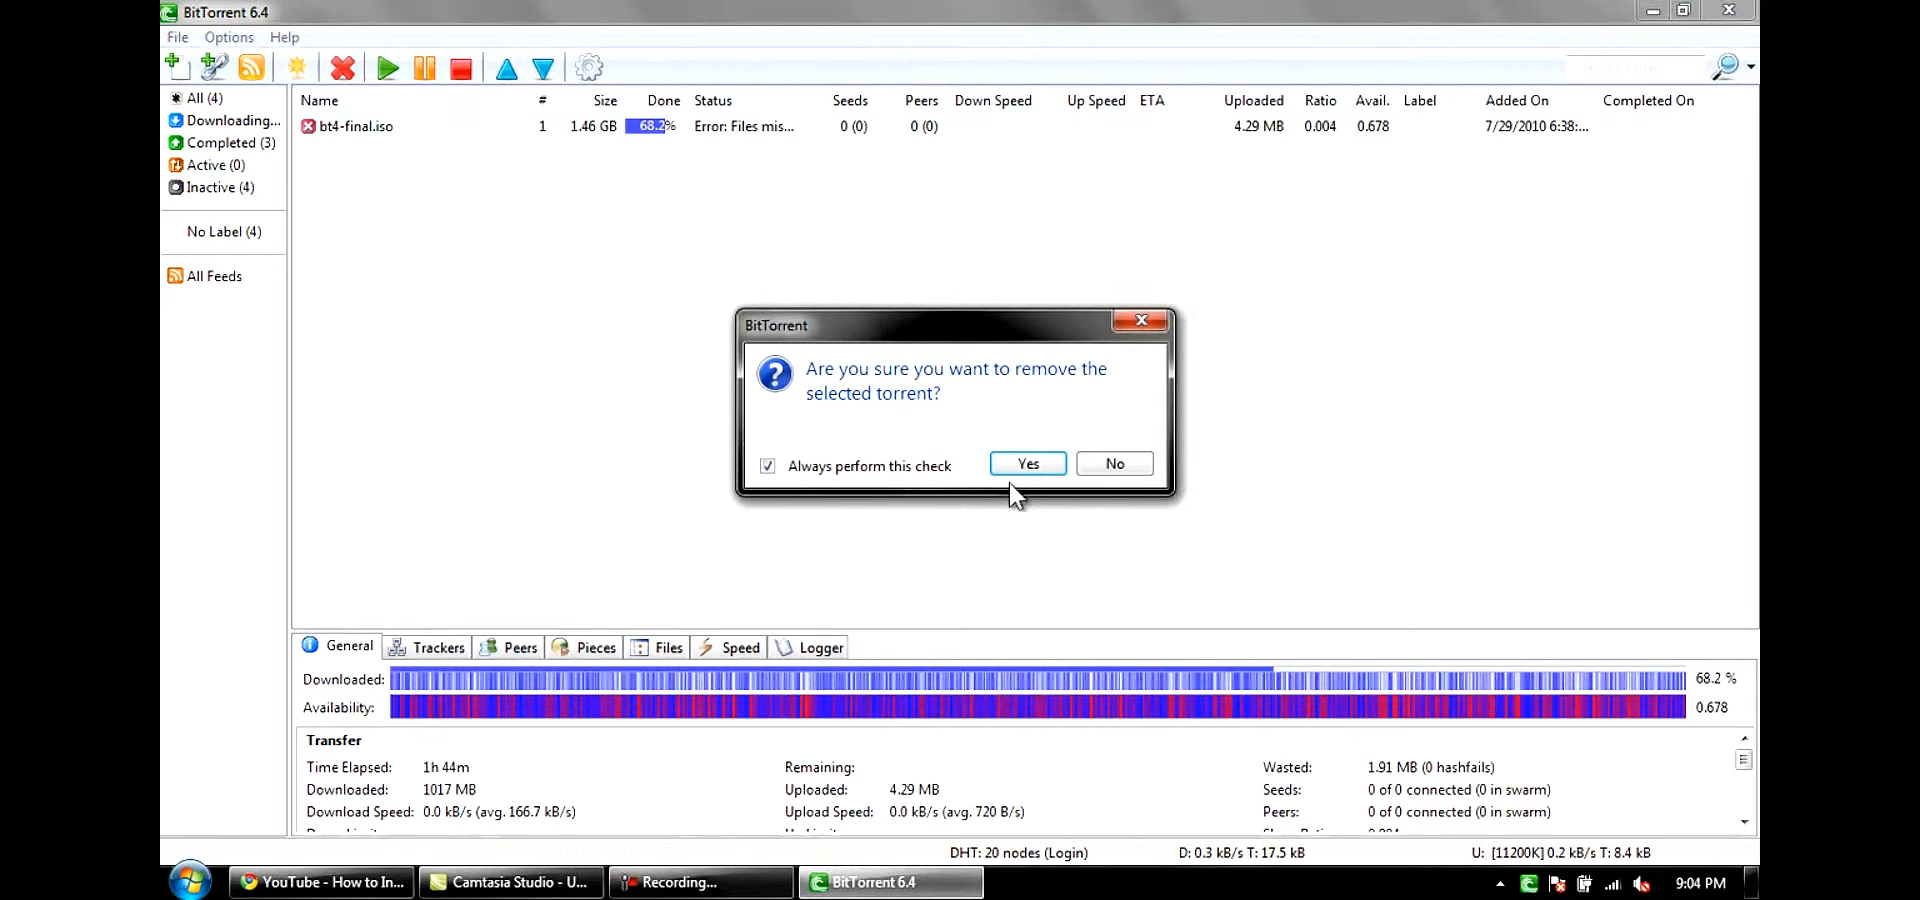 BitTorrent 6.4
File Options Help
All (4)
Downloading...
Completed (3)
Active (0)
Inactive (4)
No Label (4)
All Feeds
Name # Size Done Status Seeds Peers Down Speed Up Speed ETA Uploaded Ratio Avail. Label Added On Completed On
bt4-final.iso 1 1.46 GB 68.2% Error: Files mis... 0 (0) 0 (0) 4.29 MB 0.004 0.678 7/29/2010 6:38:...
BitTorrent
Are you sure you want to remove the
selected torrent?
Always perform this check Yes No
General Trackers Peers Pieces Files Speed Logger
Downloaded: 68.2 %
Availability: 0.678
Transfer
Time Elapsed: 1h 44m Remaining: Wasted: 1.91 MB (0 hashfails)
Downloaded: 1017 MB Uploaded: 4.29 MB Seeds: 0 of 0 connected (0 in swarm)
Download Speed: 0.0 kB/s (avg. 166.7 kB/s) Upload Speed: 0.0 kB/s (avg. 720 B/s) Peers: 0 of 0 connected (0 in swarm)
DHT: 20 nodes (Login) D: 0.3 kB/s T: 17.5 kB U: [11200K] 0.2 kB/s T: 8.4 kB
YouTube - How to In... Camtasia Studio - U... Recording... BitTorrent 6.4 9:04 PM